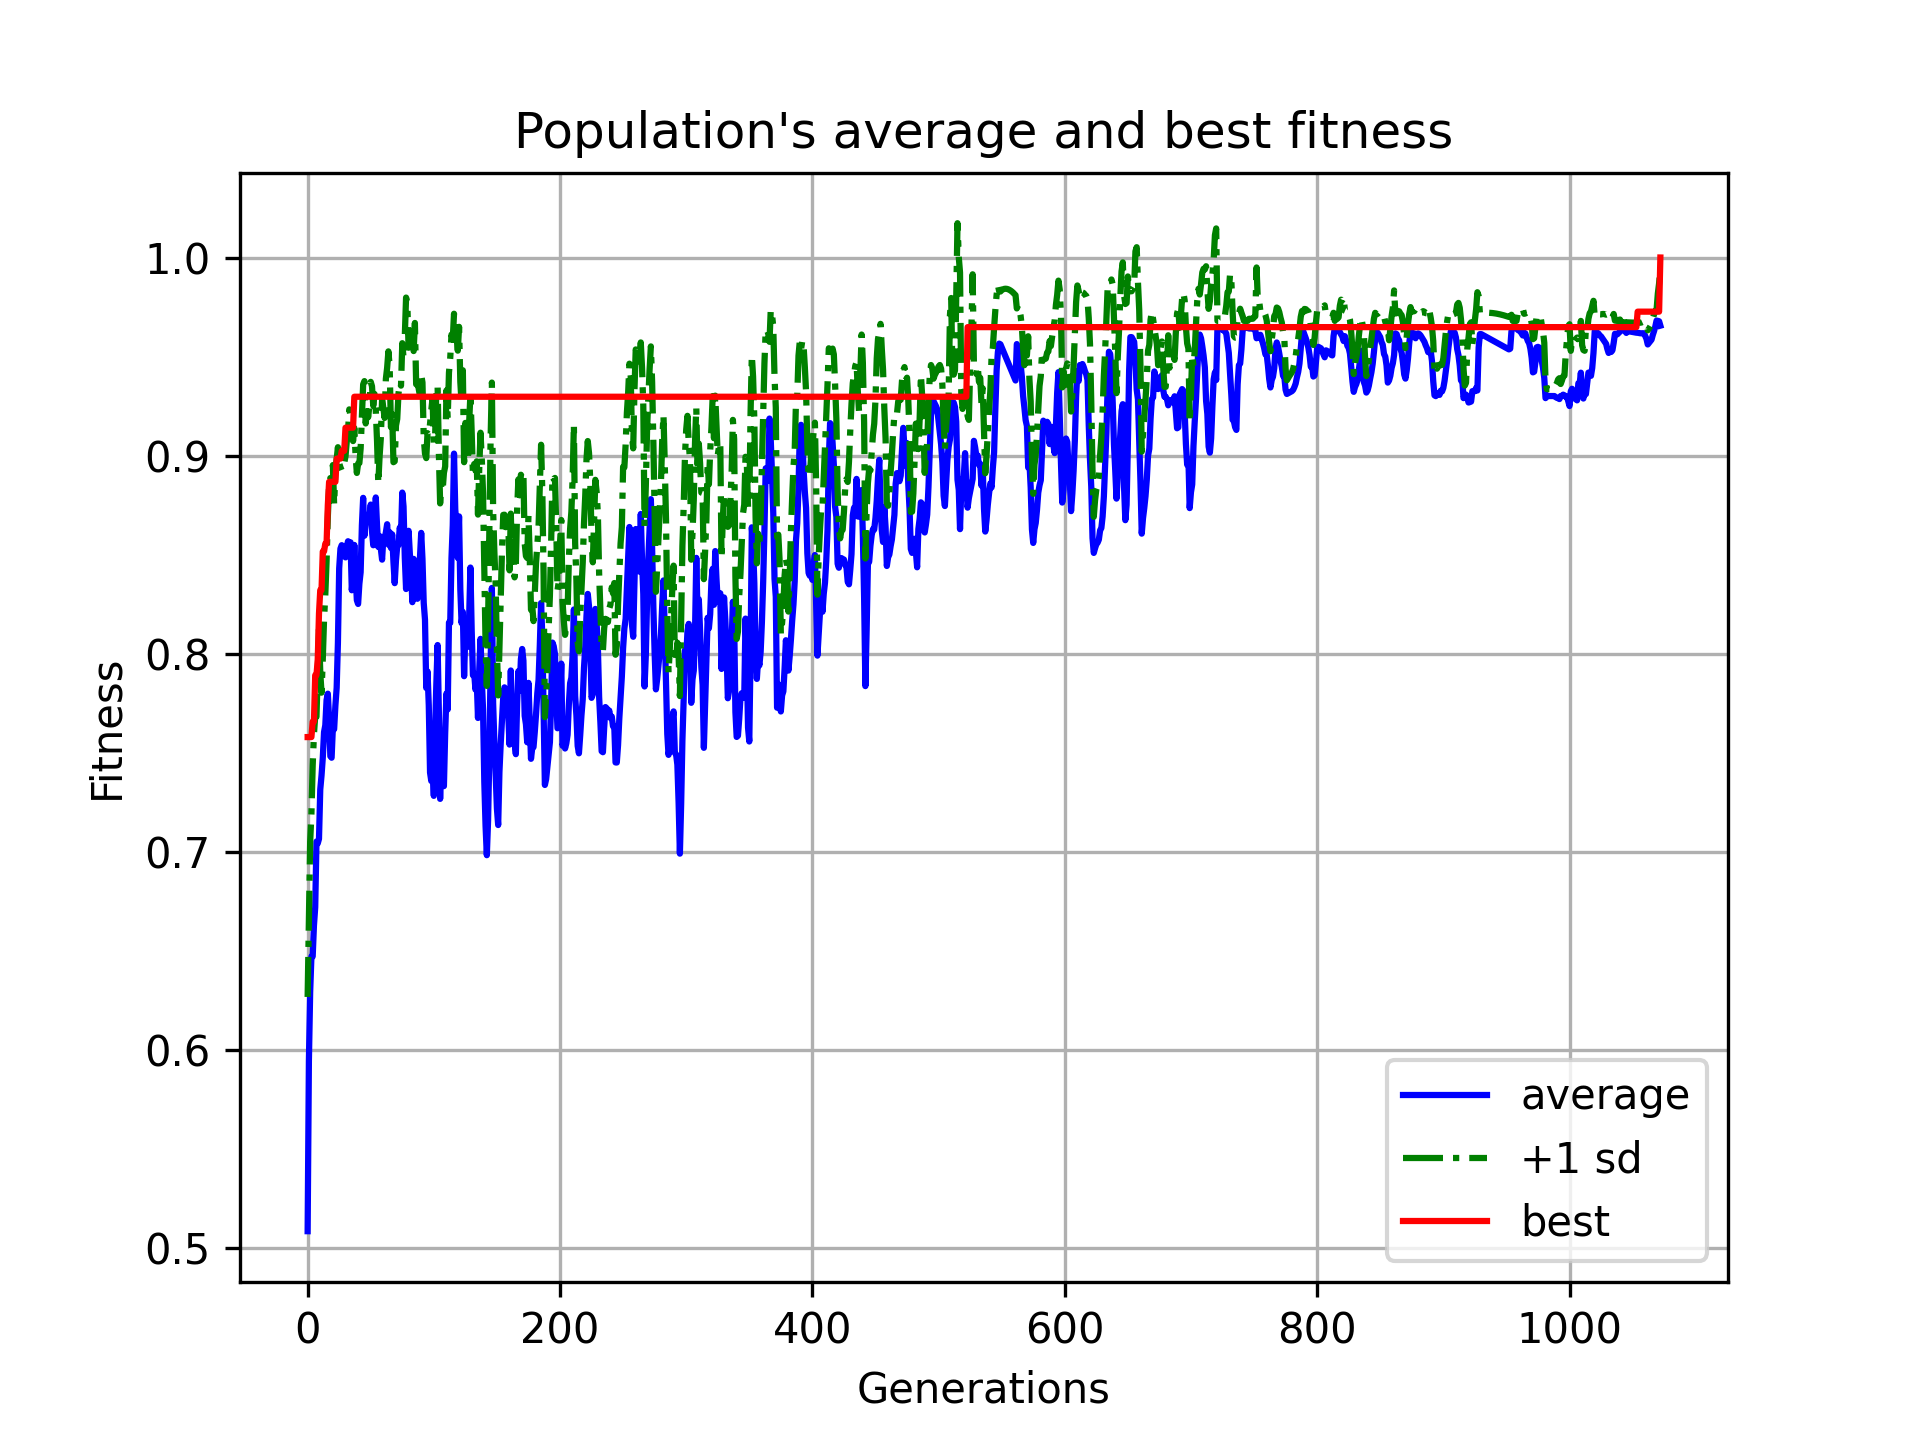 Population's average and best fitness
1.0
0.9
0.8
0.7
0.6
0.5
Fitness
0 200 400 600 800 1000
Generations
average
+1 sd
best